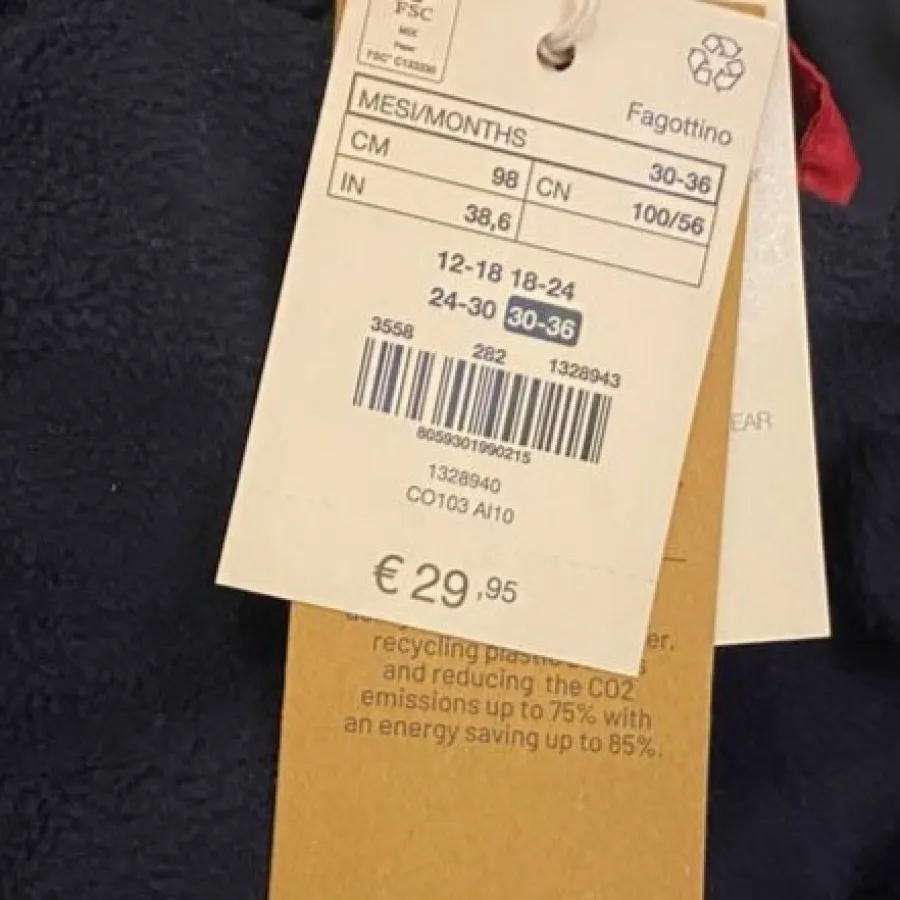 FSC
MIX
Paper
Fagottino
MESI/MONTHS 30-36
CM 98 CN 100/56
IN 38,6
12-18 18-24
24-30 30-36
3558 282 1328943
8059301990215
1328940
CO103 AI10
€ 29,95
er.
recycling
and reducing the CO2
emissions up to 75% with
an energy saving up to 85%.
EAR